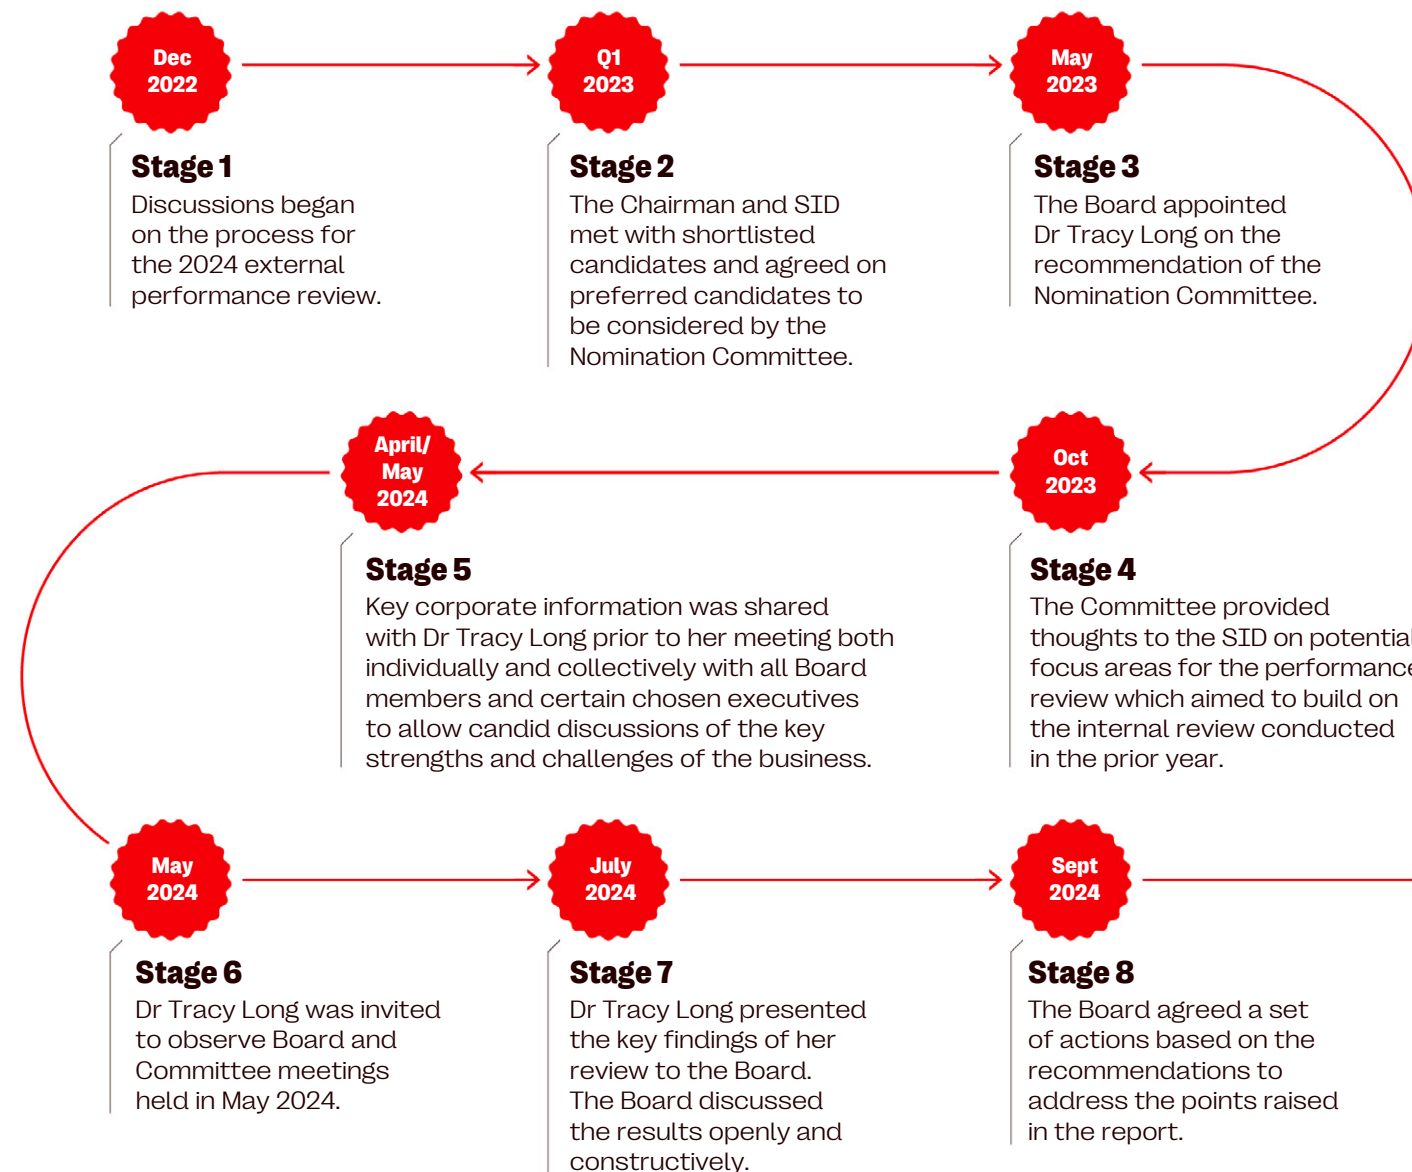 Dec
2022
Stage 1
Discussions began
on the process for
the 2024 external
performance review.
Q1
2023
Stage 2
The Chairman and SID
met with shortlisted
candidates and agreed on
preferred candidates to
be considered by the
Nomination Committee.
May
2023
Stage 3
The Board appointed
Dr Tracy Long on the
recommendation of the
Nomination Committee.
Oct
2023
Stage 4
The Committee provided
thoughts to the SID on potential
focus areas for the performance
review which aimed to build on
the internal review conducted
in the prior year.
April/
May
2024
Stage 5
Key corporate information was shared
with Dr Tracy Long prior to her meeting both
individually and collectively with all Board
members and certain chosen executives
to allow candid discussions of the key
strengths and challenges of the business.
May
2024
Stage 6
Dr Tracy Long was invited
to observe Board and
Committee meetings
held in May 2024.
July
2024
Stage 7
Dr Tracy Long presented
the key findings of her
review to the Board.
The Board discussed
the results openly and
constructively.
Sept
2024
Stage 8
The Board agreed a set
of actions based on the
recommendations to
address the points raised
in the report.